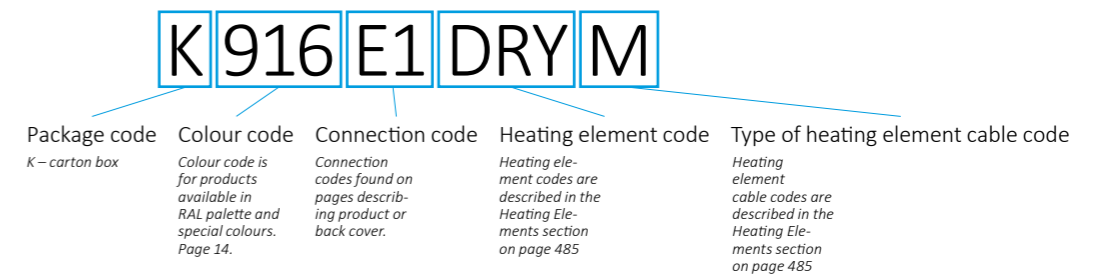 K 916 E1 DRY M
Package code
K – carton box
Colour code
Colour code is
for products
available in
RAL palette and
special colours.
Page 14.
Connection code
Connection
codes found on
pages describ-
ing product or
back cover.
Heating element code
Heating ele-
ment codes are
described in the
Heating Ele-
ments section
on page 485
Type of heating element cable code
Heating
element
cable codes are
described in the
Heating Ele-
ments section
on page 485